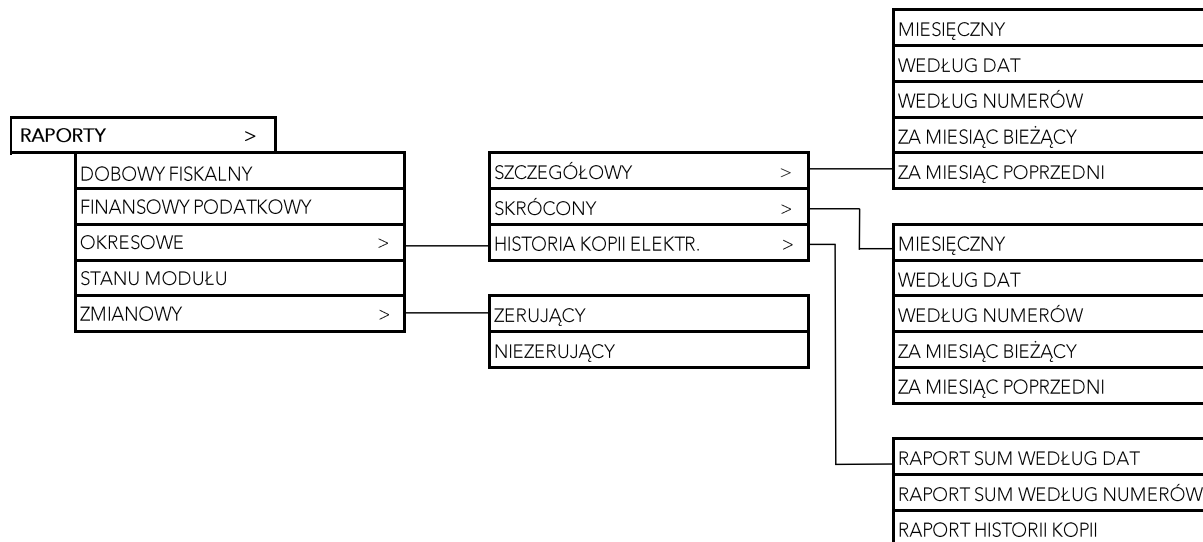 RAPORTY >
DOBOWY FISKALNY
FINANSOWY PODATKOWY
OKRESOWE >
STANU MODUŁU
ZMIANOWY >
SZCZEGÓŁOWY >
SKRÓCONY >
HISTORIA KOPII ELEKTR. >
ZERUJĄCY
NIEZERUJĄCY
MIESIĘCZNY
WEDŁUG DAT
WEDŁUG NUMERÓW
ZA MIESIĄC BIEŻĄCY
ZA MIESIĄC POPRZEDNI
MIESIĘCZNY
WEDŁUG DAT
WEDŁUG NUMERÓW
ZA MIESIĄC BIEŻĄCY
ZA MIESIĄC POPRZEDNI
RAPORT SUM WEDŁUG DAT
RAPORT SUM WEDŁUG NUMERÓW
RAPORT HISTORII KOPII